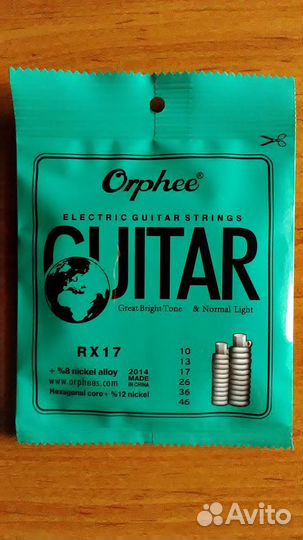 Orphee®
ELECTRIC GUITAR STRINGS
GUITAR
Great Bright Tone & Normal Light
RX17
+ %8 nickel alloy
www.orpheas.com
Hexagonal core + %12 nickel
2014
MADE
IN CHINA
10
13
17
26
36
46
Avito